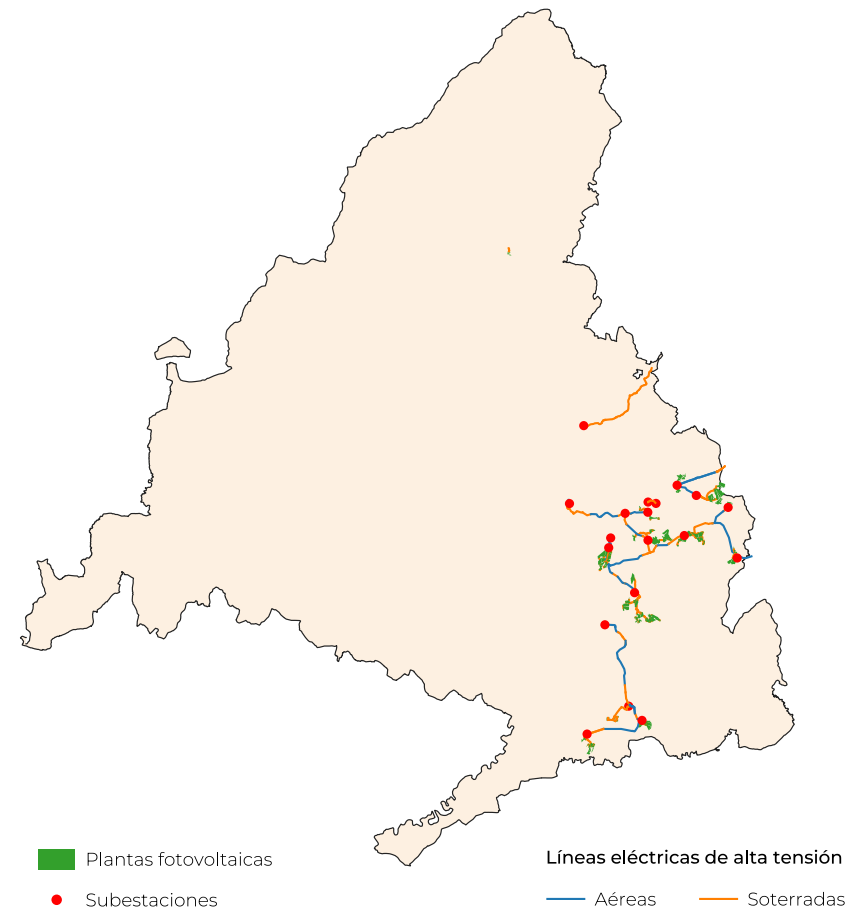 Plantas fotovoltaicas
Subestaciones
Líneas eléctricas de alta tensión
Aéreas
Soterradas